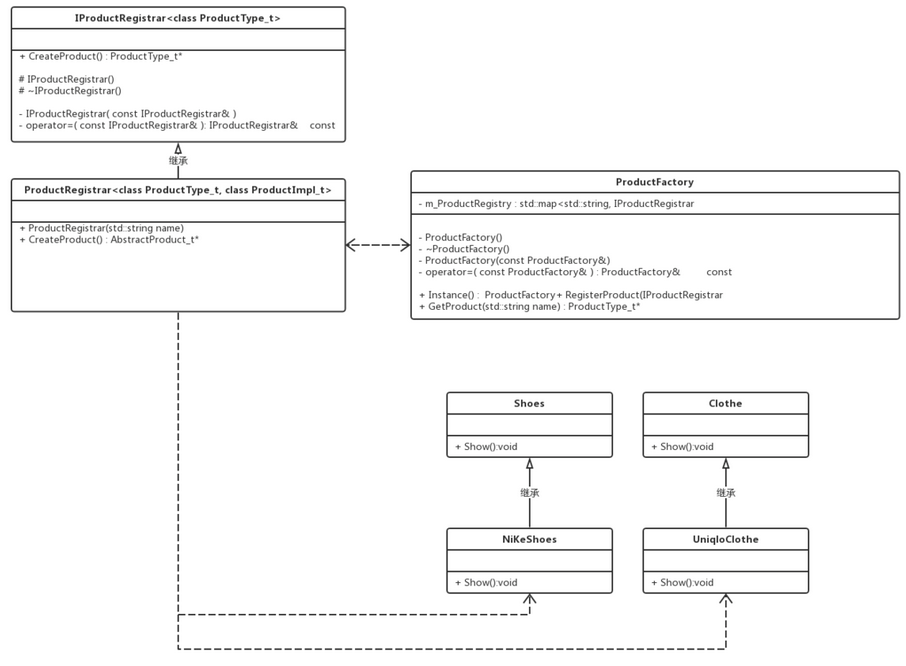 IProductRegistrar<class ProductType_t>
+ CreateProduct() : ProductType_t*
# IProductRegistrar()
# ~IProductRegistrar()
- IProductRegistrar( const IProductRegistrar& )
- operator=( const IProductRegistrar& ): IProductRegistrar& const
继承
ProductRegistrar<class ProductType_t, class ProductImpl_t>
+ ProductRegistrar(std::string name)
+ CreateProduct() : AbstractProduct_t*
ProductFactory
- m_ProductRegistry : std::map<std::string, IProductRegistrar
- ProductFactory()
- ~ProductFactory()
- ProductFactory(const ProductFactory&)
- operator=( const ProductFactory& ) : ProductFactory& const
+ Instance() : ProductFactory+ RegisterProduct(IProductRegistrar
+ GetProduct(std::string name) : ProductType_t*
Shoes
+ Show():void
Clothe
+ Show():void
继承
继承
NiKeShoes
+ Show():void
UniqloClothe
+ Show():void